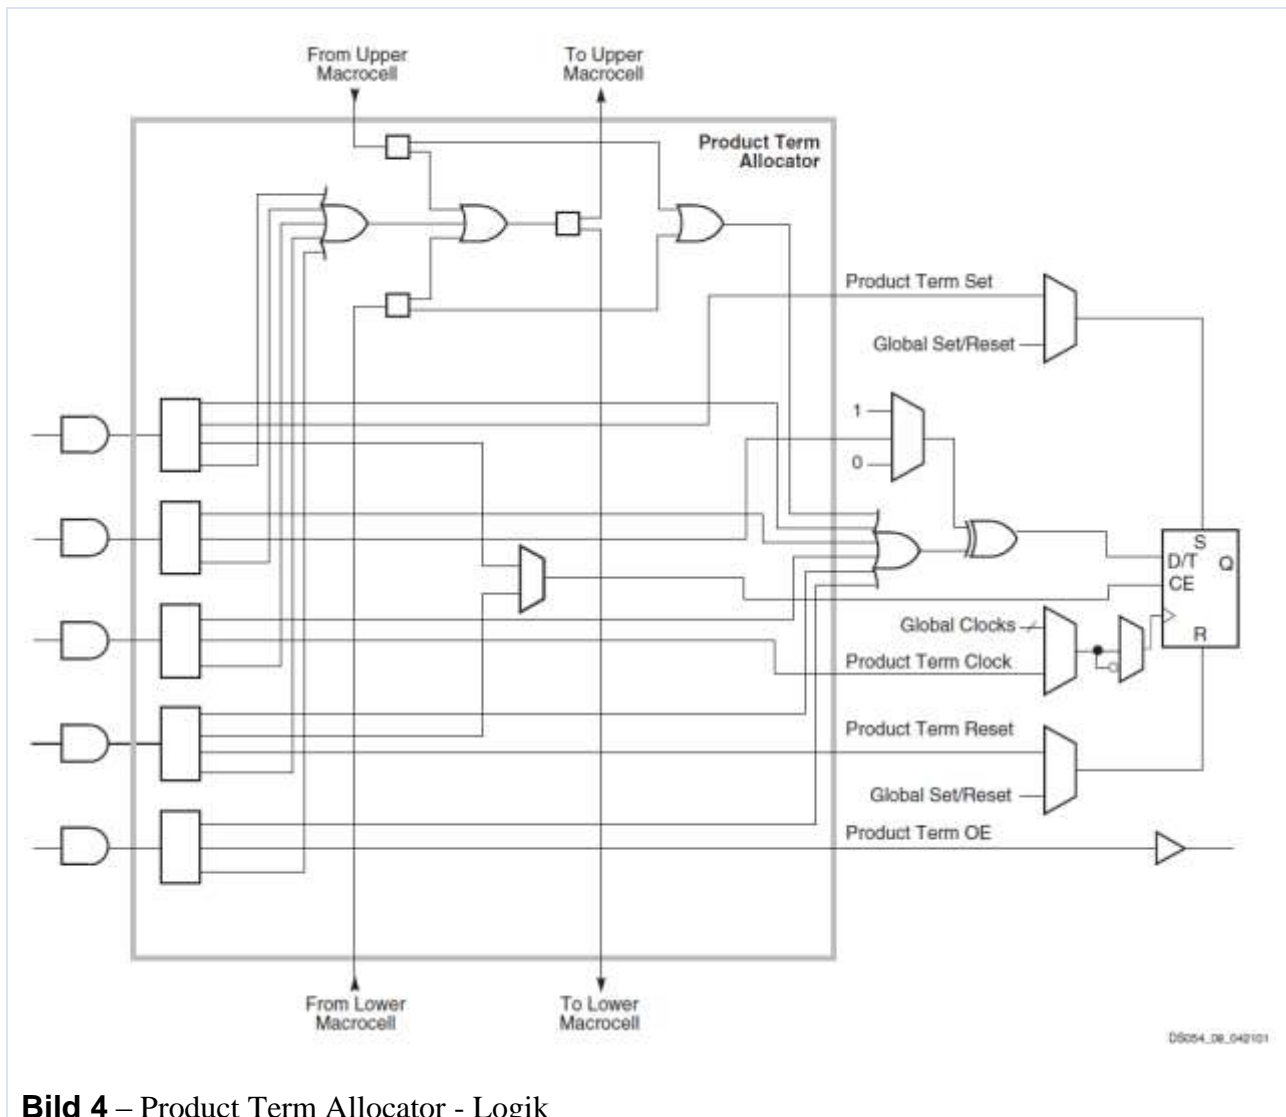 From Upper
Macrocell
To Upper
Macrocell
Product Term
Allocator
Product Term Set
Global Set/Reset
1
0
S
D/T
Q
CE
Global Clocks
R
Product Term Clock
Product Term Reset
Global Set/Reset
Product Term OE
From Lower
Macrocell
To Lower
Macrocell
DS054_08_042101
Bild 4 – Product Term Allocator - Logik